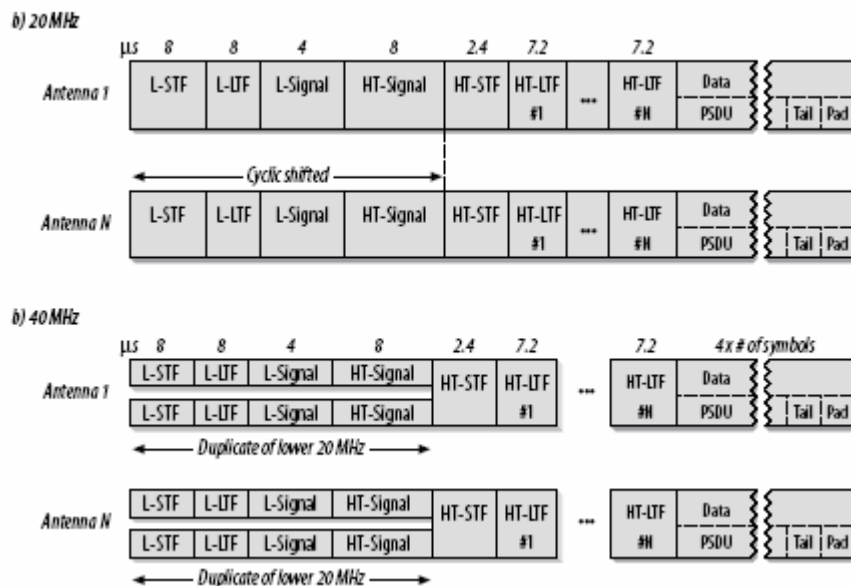 b) 20 MHz
μs 8 8 4 8 2.4 7.2 7.2
Antenna 1 L-STF L-LTF L-Signal HT-Signal HT-STF HT-LTF #1 ... HT-LTF #N Data PSDU Tail Pad
Cyclic shifted
Antenna N L-STF L-LTF L-Signal HT-Signal HT-STF HT-LTF #1 ... HT-LTF #N Data PSDU Tail Pad
b) 40 MHz
μs 8 8 4 8 2.4 7.2 7.2 4 x # of symbols
Antenna 1 L-STF L-LTF L-Signal HT-Signal HT-STF HT-LTF #1 ... HT-LTF #N Data PSDU Tail Pad
L-STF L-LTF L-Signal HT-Signal
Duplicate of lower 20 MHz
Antenna N L-STF L-LTF L-Signal HT-Signal HT-STF HT-LTF #1 ... HT-LTF #N Data PSDU Tail Pad
L-STF L-LTF L-Signal HT-Signal
Duplicate of lower 20 MHz